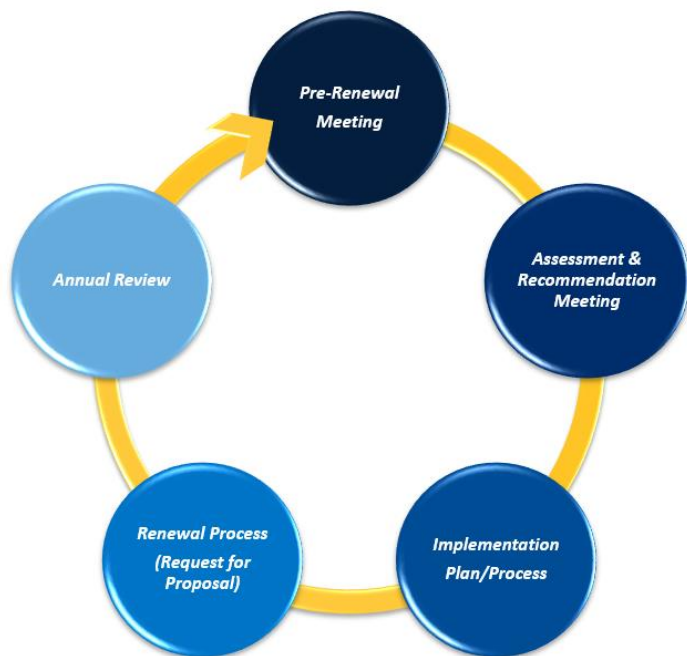 Pre-Renewal
Meeting
Assessment &
Recommendation
Meeting
Implementation
Plan/Process
Renewal Process
(Request for
Proposal)
Annual Review